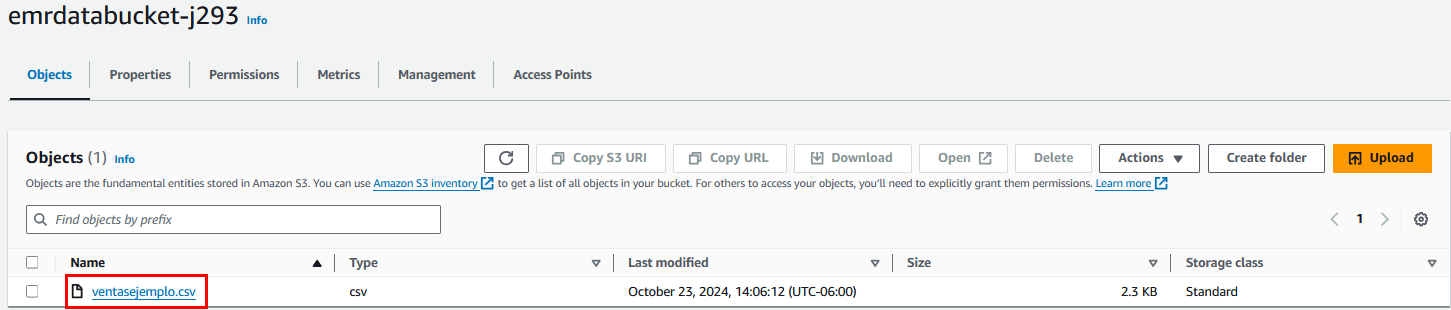 emrdatabucket-j293 Info
Objects Properties Permissions Metrics Management Access Points
Objects (1) Info Copy S3 URI Copy URL Download Open Delete Actions Create folder Upload
Objects are the fundamental entities stored in Amazon S3. You can use Amazon S3 inventory to get a list of all objects in your bucket. For others to access your objects, you'll need to explicitly grant them permissions. Learn more
Find objects by prefix 1
Name Type Last modified Size Storage class
ventasejemplo.csv csv October 23, 2024, 14:06:12 (UTC-06:00) 2.3 KB Standard